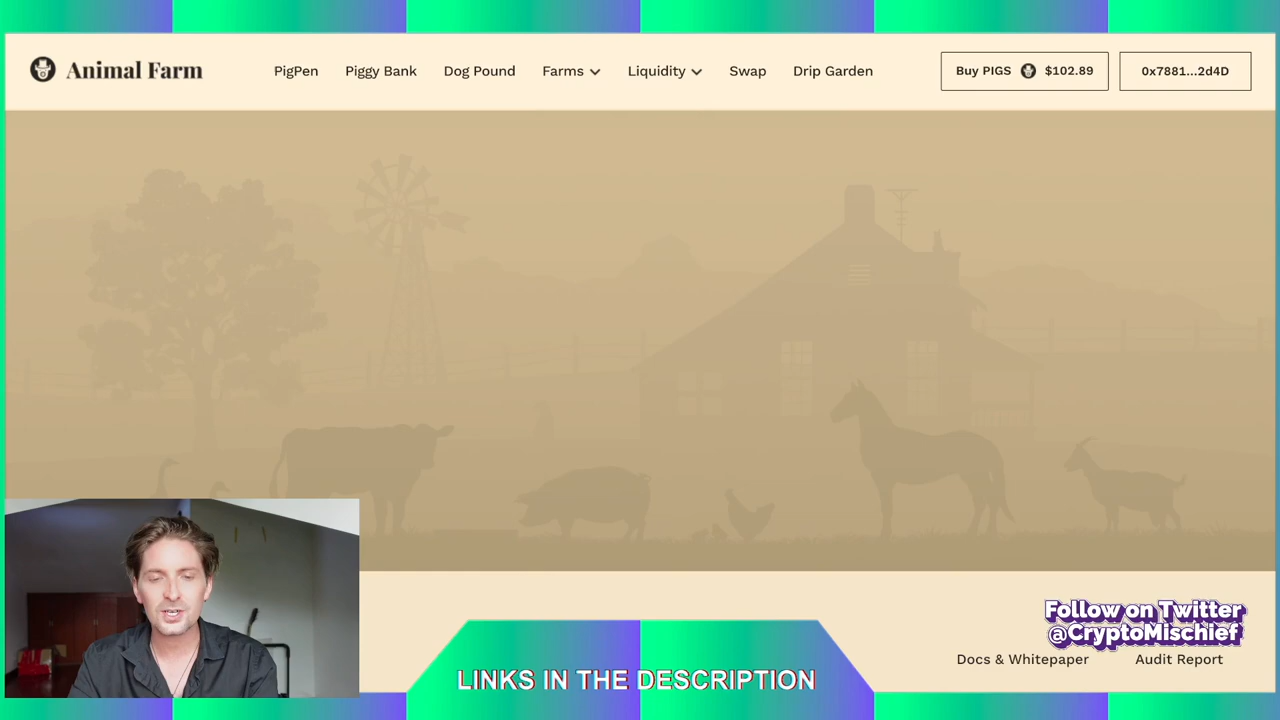 Animal Farm
PigPen Piggy Bank Dog Pound Farms Liquidity Swap Drip Garden
Buy PIGS $102.89
0x7881...2d4D
Follow on Twitter
@CryptoMischief
Docs & Whitepaper Audit Report
LINKS IN THE DESCRIPTION